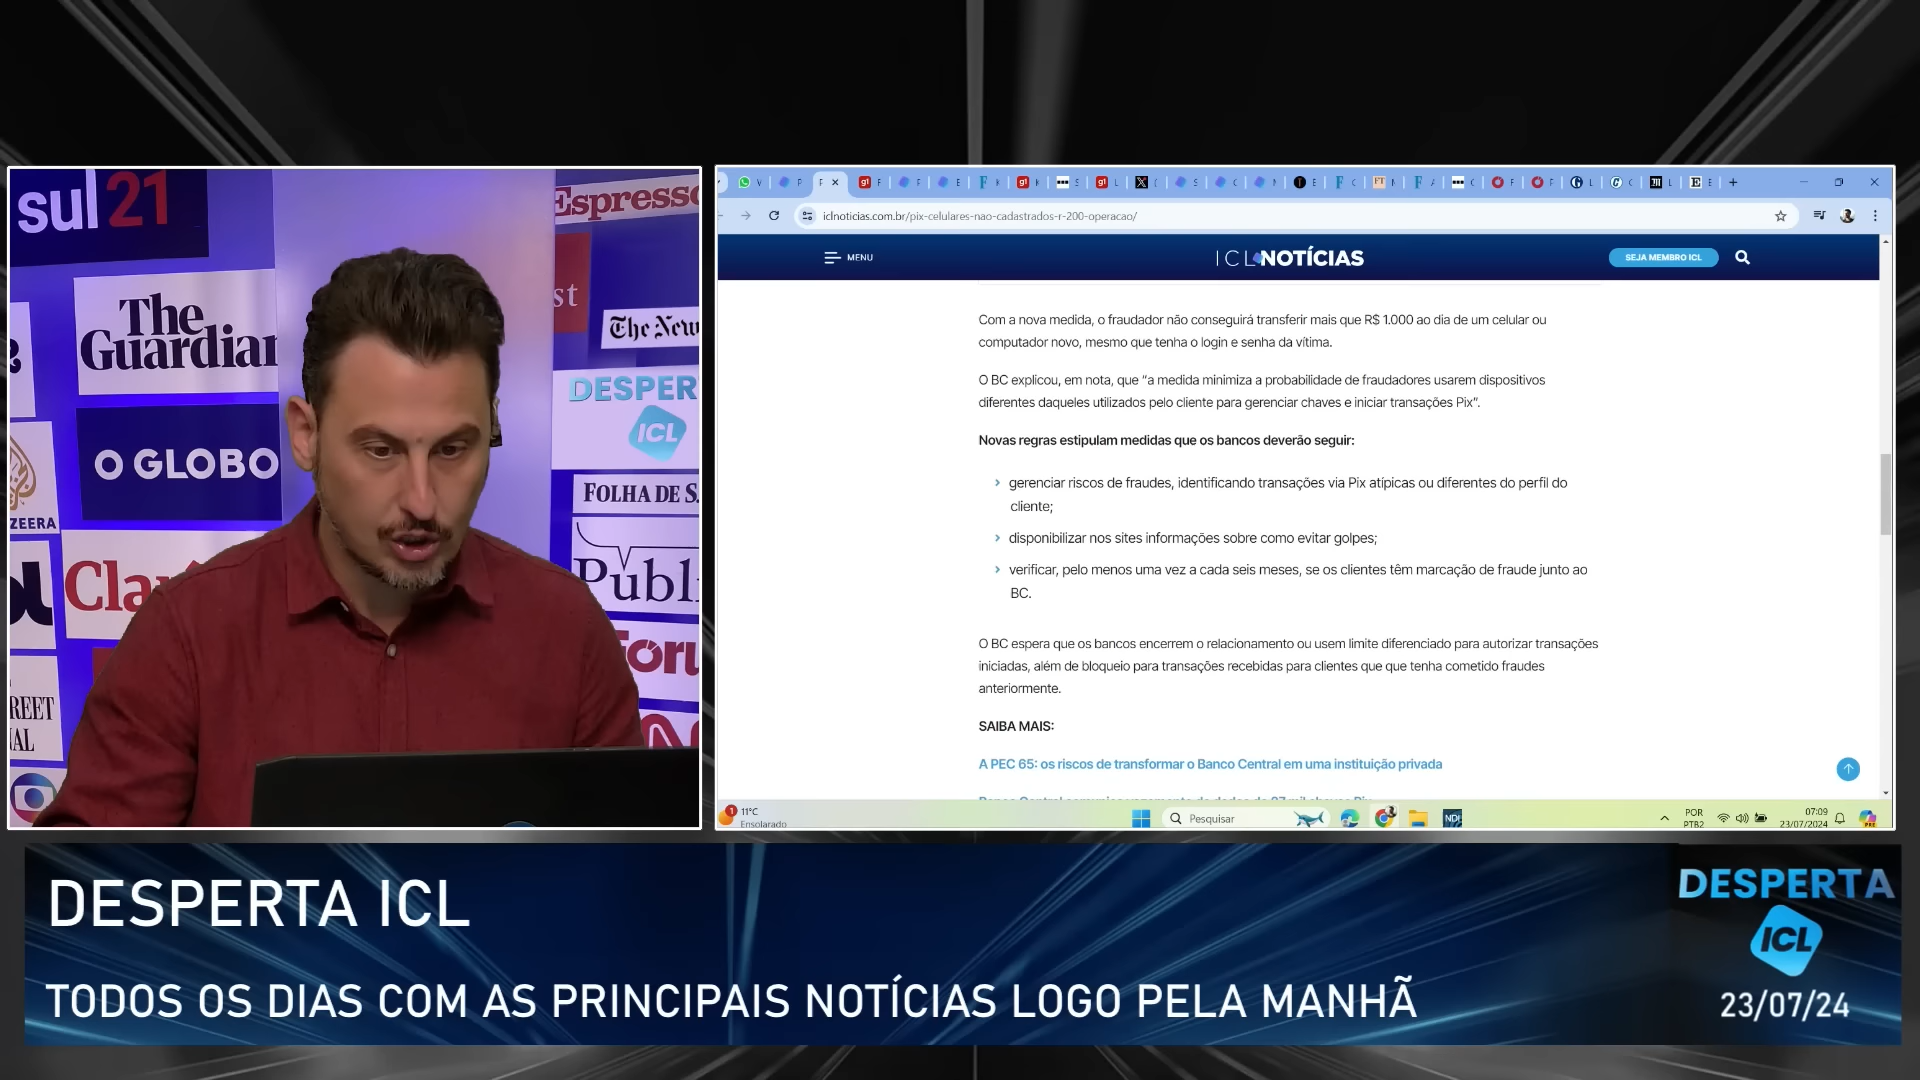 sul21
Espresso
The
Guardian
st
The New
DESPER
ICL
O GLOBO
FOLHA DE S.
ZEERA
Clarí
Públi
Foru
REET
NAL
iclnoticias.com.br/pix-celulares-nao-cadastrados-r-200-operacao/
MENU
ICL NOTÍCIAS
SEJA MEMBRO ICL
Com a nova medida, o fraudador não conseguirá transferir mais que R$ 1.000 ao dia de um celular ou
computador novo, mesmo que tenha o login e senha da vítima.
O BC explicou, em nota, que “a medida minimiza a probabilidade de fraudadores usarem dispositivos
diferentes daqueles utilizados pelo cliente para gerenciar chaves e iniciar transações Pix”.
Novas regras estipulam medidas que os bancos deverão seguir:
gerenciar riscos de fraudes, identificando transações via Pix atípicas ou diferentes do perfil do
cliente;
disponibilizar nos sites informações sobre como evitar golpes;
verificar, pelo menos uma vez a cada seis meses, se os clientes têm marcação de fraude junto ao
BC.
O BC espera que os bancos encerrem o relacionamento ou usem limite diferenciado para autorizar transações
iniciadas, além de bloqueio para transações recebidas para clientes que que tenha cometido fraudes
anteriormente.
SAIBA MAIS:
A PEC 65: os riscos de transformar o Banco Central em uma instituição privada
1
11°C
Ensolarado
Pesquisar
POR
PTB2
07:09
23/07/2024
DESPERTA ICL
TODOS OS DIAS COM AS PRINCIPAIS NOTÍCIAS LOGO PELA MANHÃ
DESPERTA
ICL
23/07/24